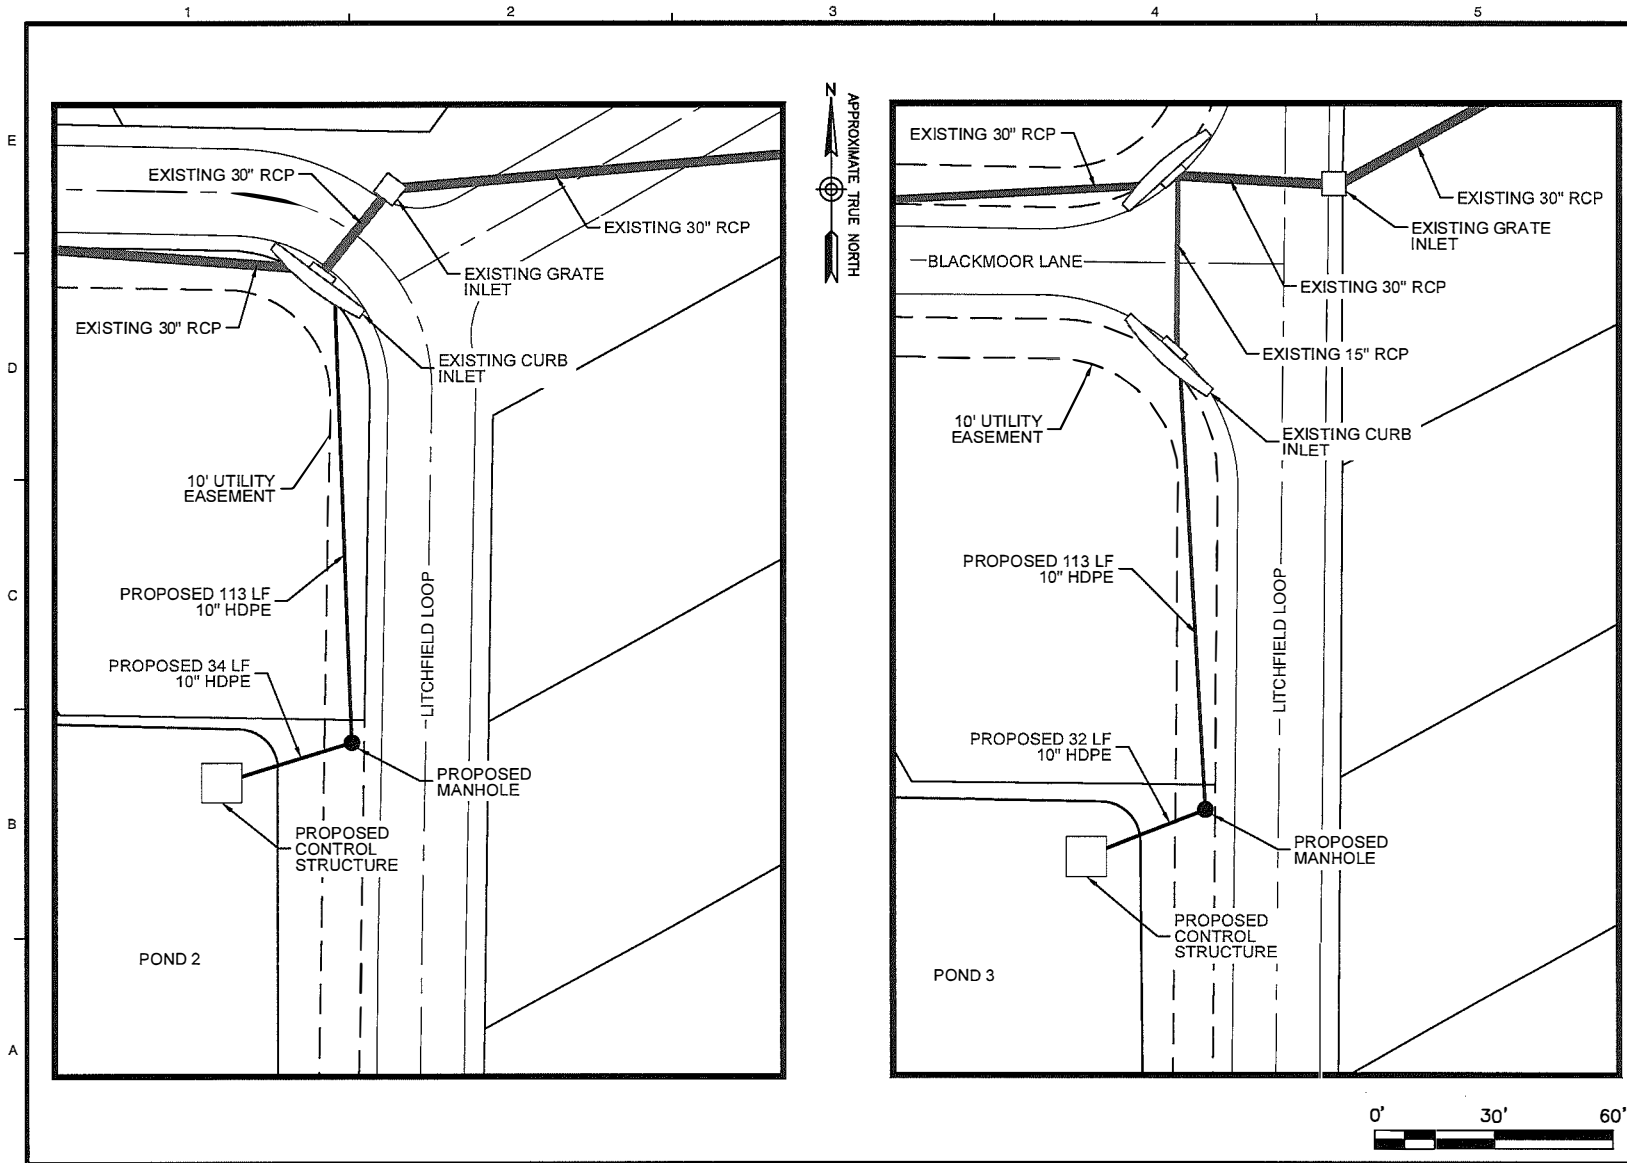 1
2
3
4
5
E
D
C
B
A
EXISTING 30" RCP
EXISTING 30" RCP
EXISTING GRATE
INLET
EXISTING 30" RCP
EXISTING CURB
INLET
10' UTILITY
EASEMENT
PROPOSED 113 LF
10" HDPE
PROPOSED 34 LF
10" HDPE
LITCHFIELD LOOP
PROPOSED
MANHOLE
PROPOSED
CONTROL
STRUCTURE
POND 2
N
APPROXIMATE TRUE NORTH
EXISTING 30" RCP
EXISTING 30" RCP
EXISTING GRATE
INLET
BLACKMOOR LANE
EXISTING 30" RCP
EXISTING 15" RCP
10' UTILITY
EASEMENT
EXISTING CURB
INLET
PROPOSED 113 LF
10" HDPE
LITCHFIELD LOOP
PROPOSED 32 LF
10" HDPE
PROPOSED
MANHOLE
PROPOSED
CONTROL
STRUCTURE
POND 3
0' 30' 60'